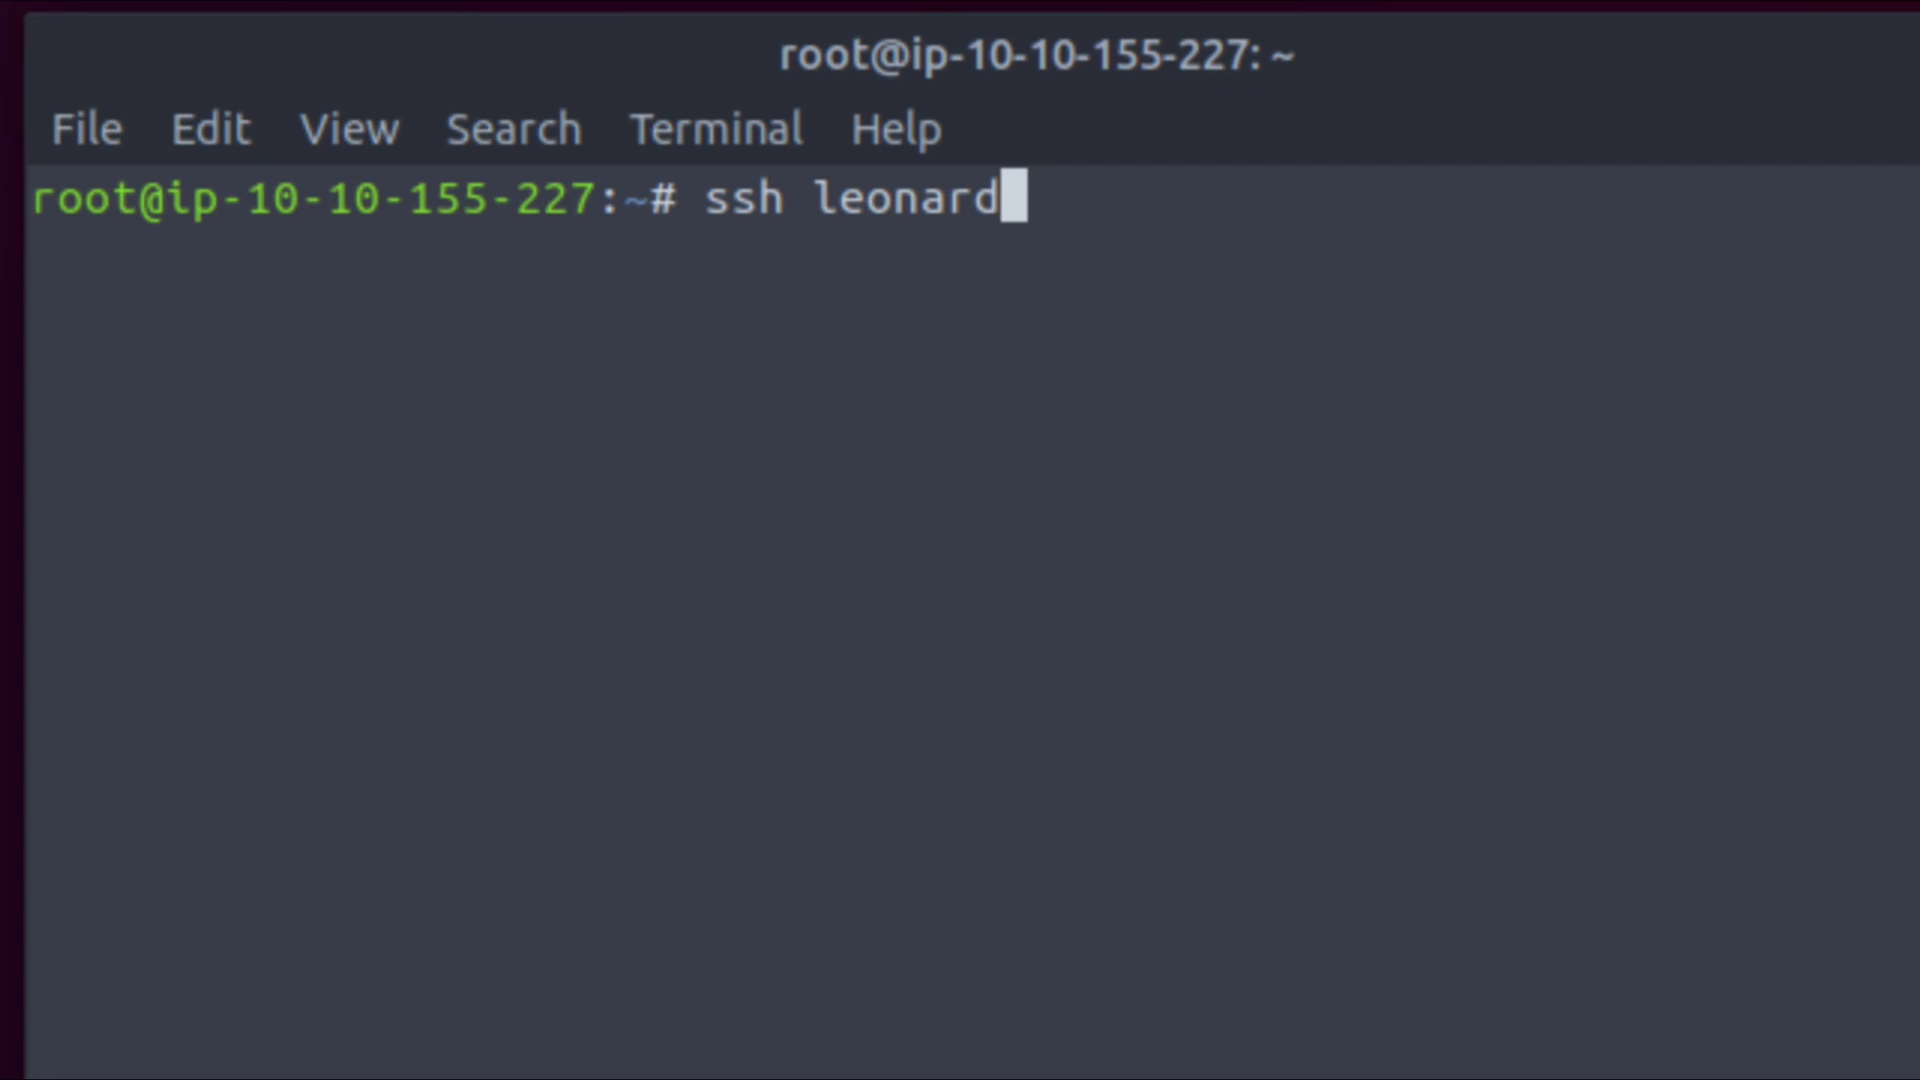 root@ip-10-10-155-227: ~
File Edit View Search Terminal Help
root@ip-10-10-155-227:~# ssh leonard